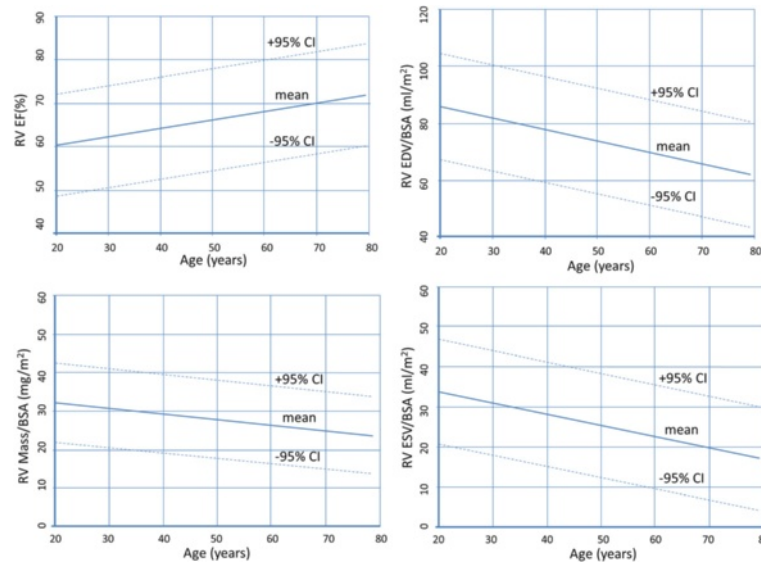 RV EF(%)
90
80
70
60
50
40
+95% CI
mean
-95% CI
20 30 40 50 60 70 80
Age (years)
RV EDV/BSA (ml/m²)
120
100
80
60
40
+95% CI
mean
-95% CI
20 30 40 50 60 70 80
Age (years)
RV Mass/BSA (mg/m²)
60
50
40
30
20
10
0
+95% CI
mean
-95% CI
20 30 40 50 60 70 80
Age (years)
RV ESV/BSA (ml/m²)
60
50
40
30
20
10
0
+95% CI
mean
-95% CI
20 30 40 50 60 70 80
Age (years)